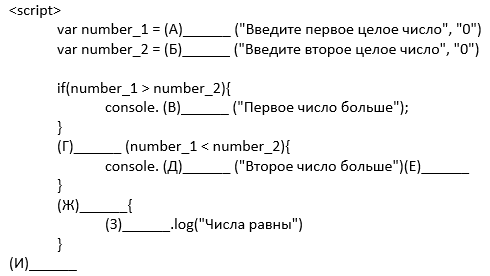 <script>
var number_1 = (А)______ ("Введите первое целое число", "0")
var number_2 = (Б)______ ("Введите второе целое число", "0")
if(number_1 > number_2){
console. (В)______ ("Первое число больше");
}
(Г)______ (number_1 < number_2){
console. (Д)______ ("Второе число больше")(Е)______
}
(Ж)______{
(З)______.log("Числа равны")
}
(И)______